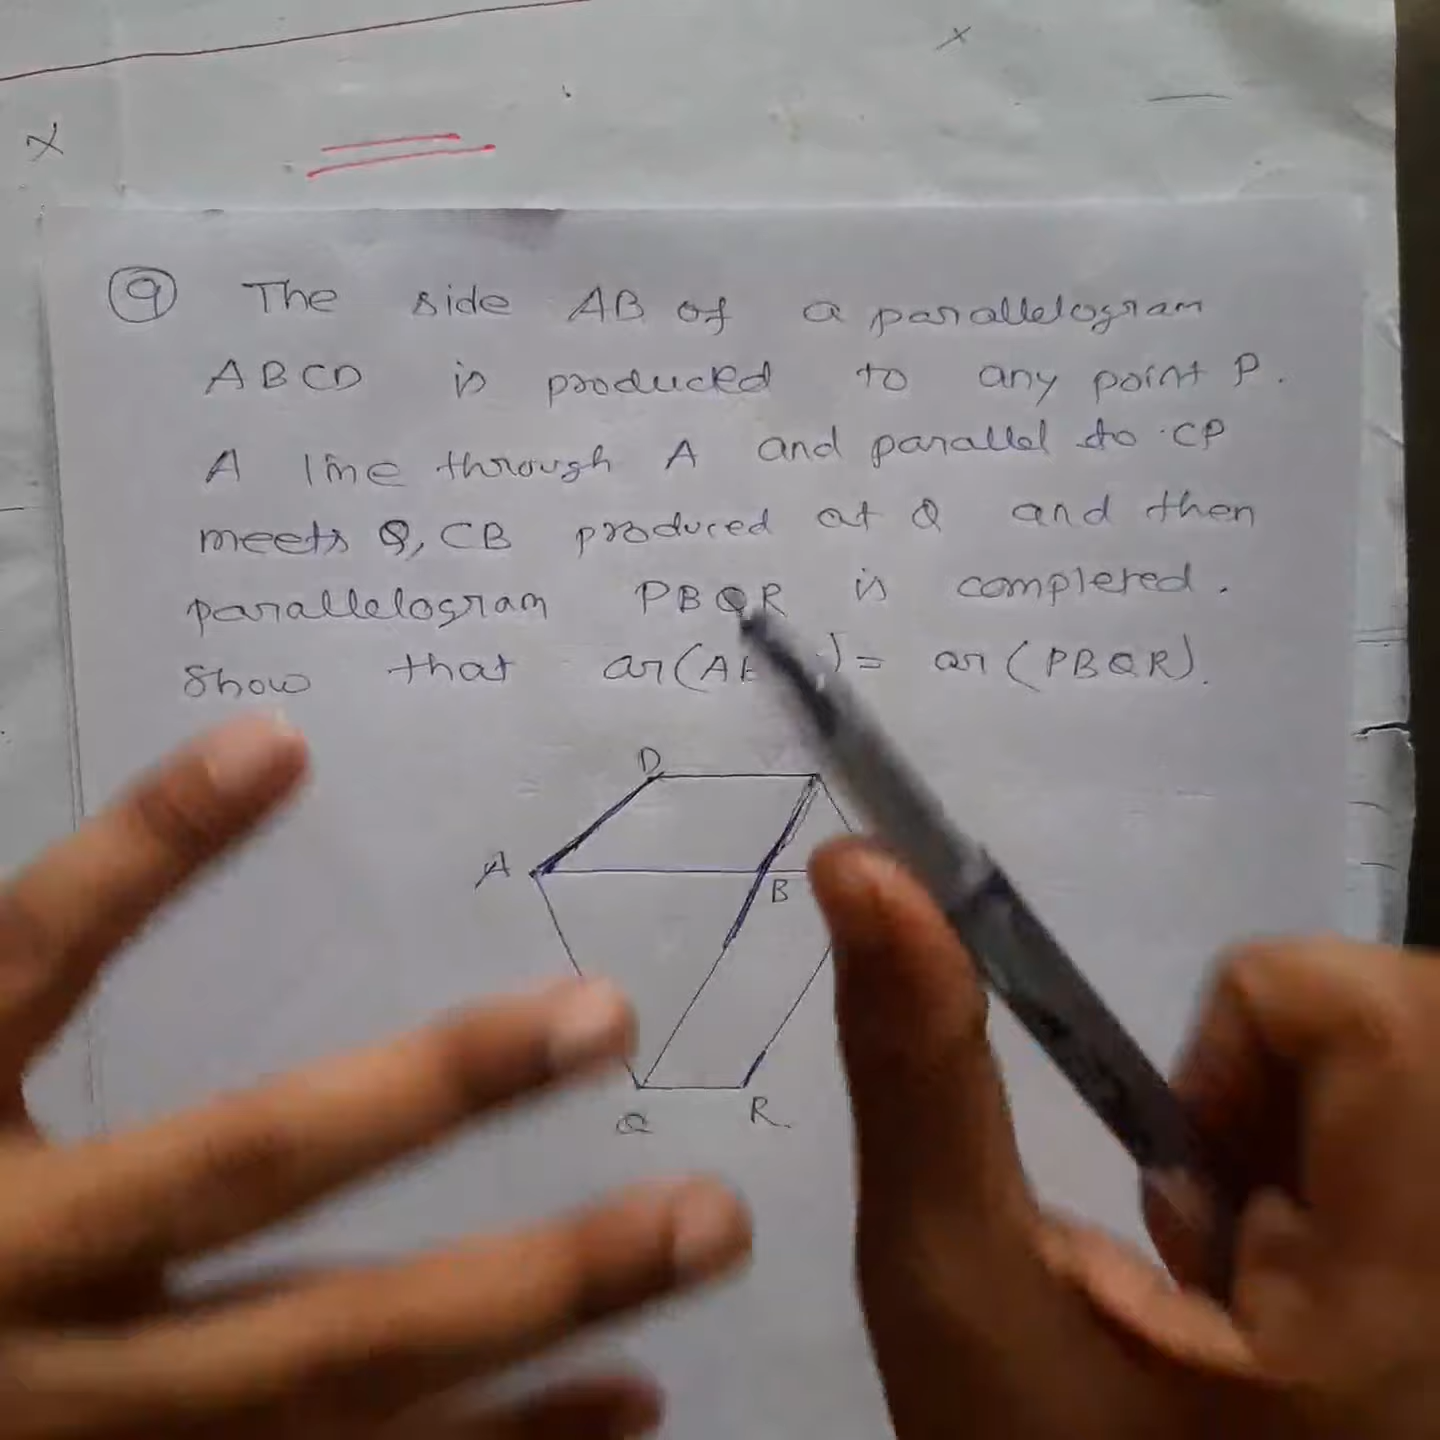 9 The side AB of a parallelogram
ABCD is produced to any point P.
A line through A and parallel to CP
meets Q, CB produced at Q and then
parallelogram PBQR is completed.
Show that ar(A )= ar(PBQR).
D
A
B
Q
R